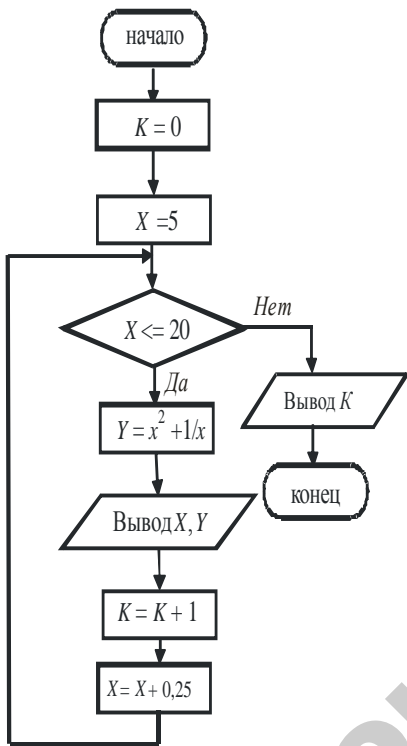 начало
K = 0
X =5
X <= 20
Нет
Да
Вывод K
Y = x² +1/x
конец
Вывод X, Y
K = K + 1
X= X + 0,25